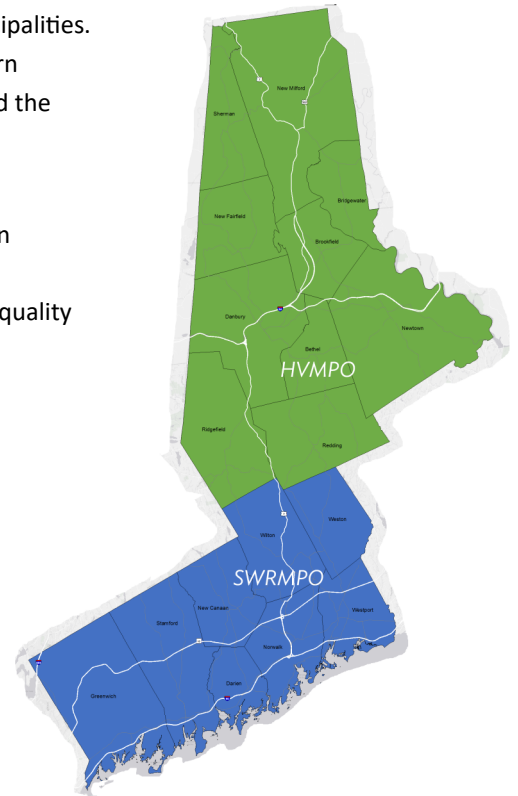 cipalities.
rn
d the
n
quality
New Milford
Sherman
Bridgewater
New Fairfield
Brookfield
Danbury
Newtown
Bethel
HVMPO
Ridgefield
Redding
Weston
Wilton
SWRMPO
New Canaan
Westport
Stamford
Norwalk
Darien
Greenwich